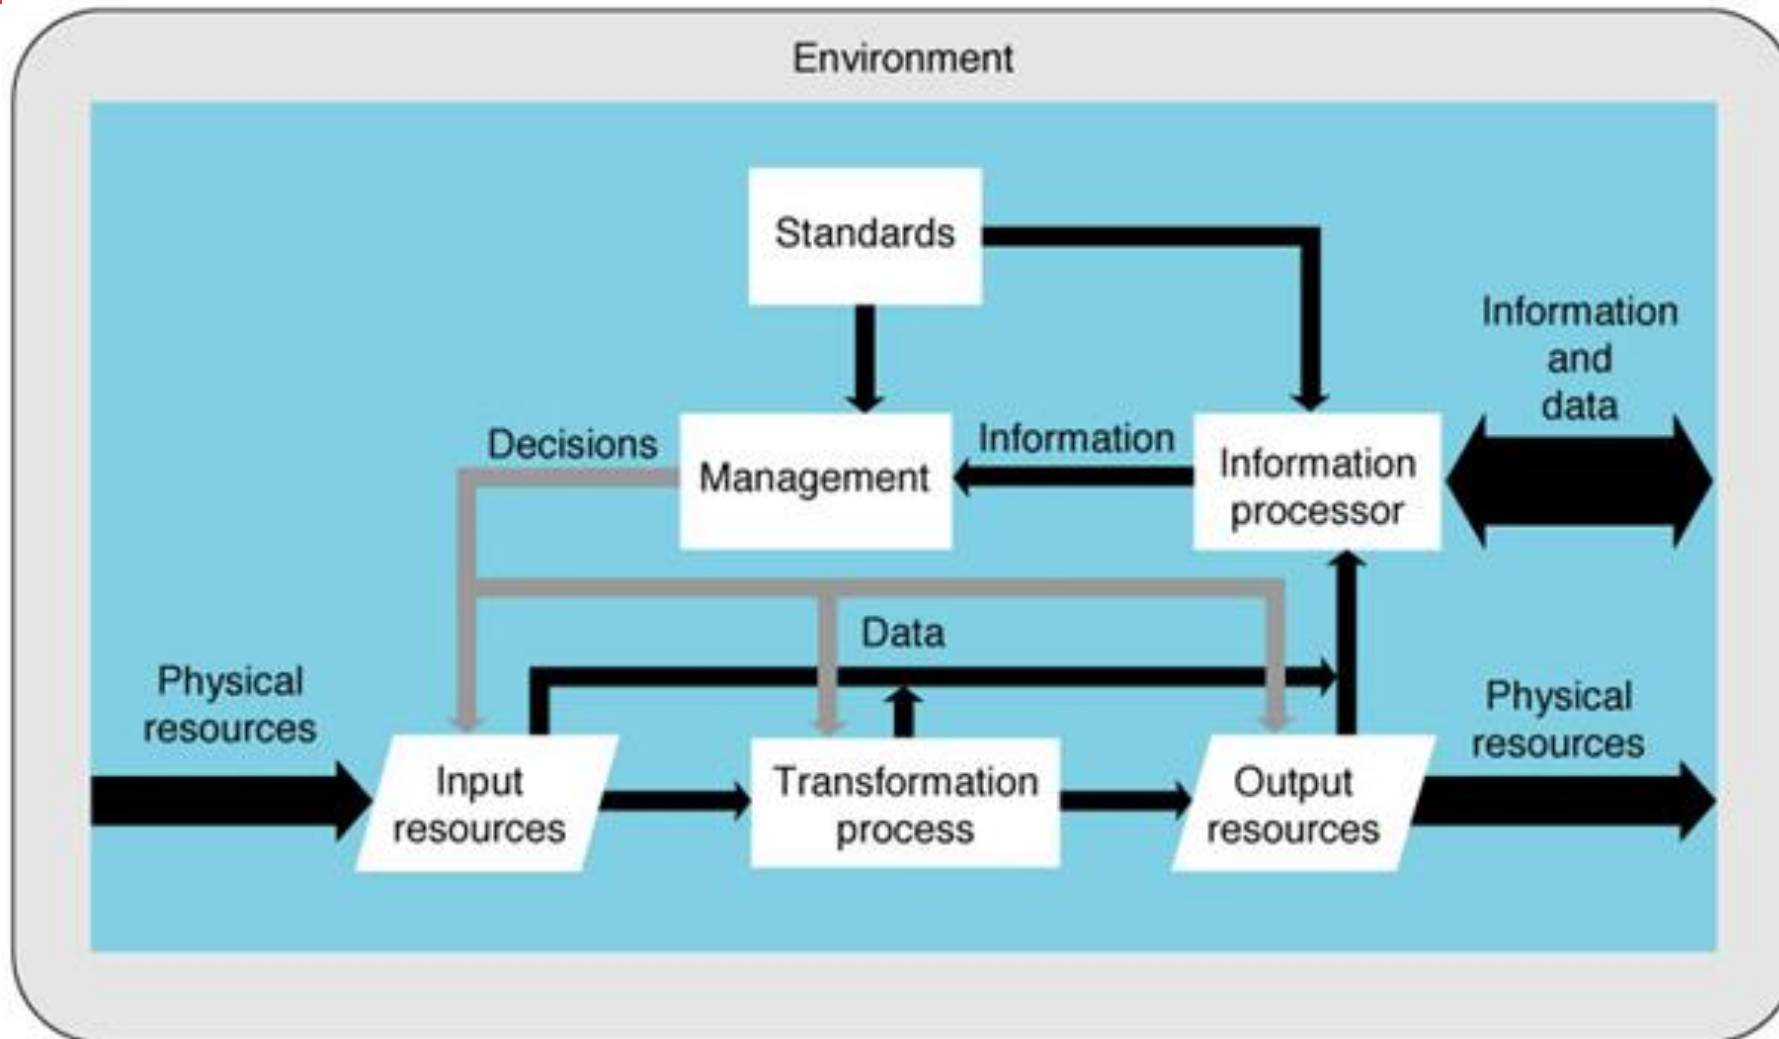 Environment
Standards
Information
and
data
Decisions
Management
Information
Information
processor
Data
Physical
resources
Physical
resources
Input
resources
Transformation
process
Output
resources